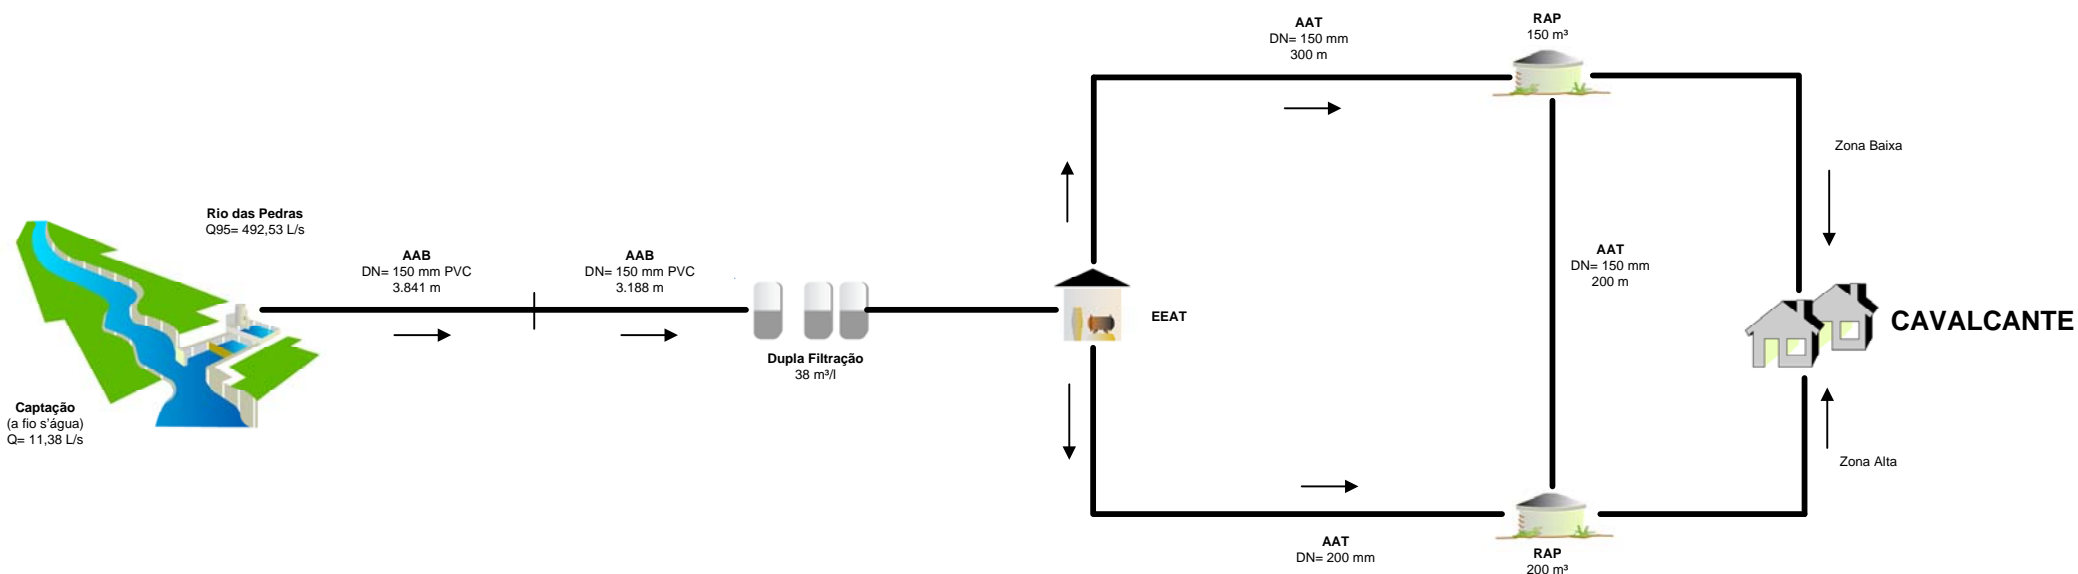 Rio das Pedras
Q95= 492,53 L/s
Captação
(a fio s'água)
Q= 11,38 L/s
AAB
DN= 150 mm PVC
3.841 m
AAB
DN= 150 mm PVC
3.188 m
Dupla Filtração
38 m³/l
EEAT
AAT
DN= 150 mm
300 m
RAP
150 m³
AAT
DN= 150 mm
200 m
AAT
DN= 200 mm
RAP
200 m³
Zona Baixa
CAVALCANTE
Zona Alta